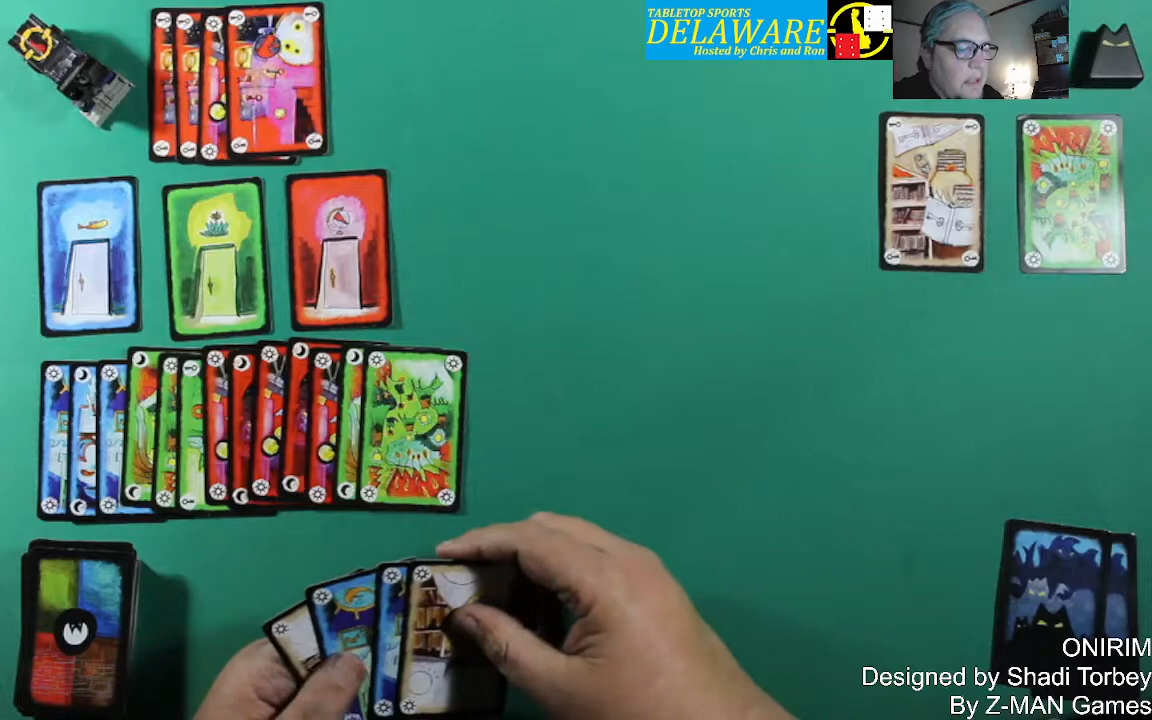 TABLETOP SPORTS
DELAWARE
Hosted by Chris and Ron
ONIRIM
Designed by Shadi Torbey
By Z-MAN Games